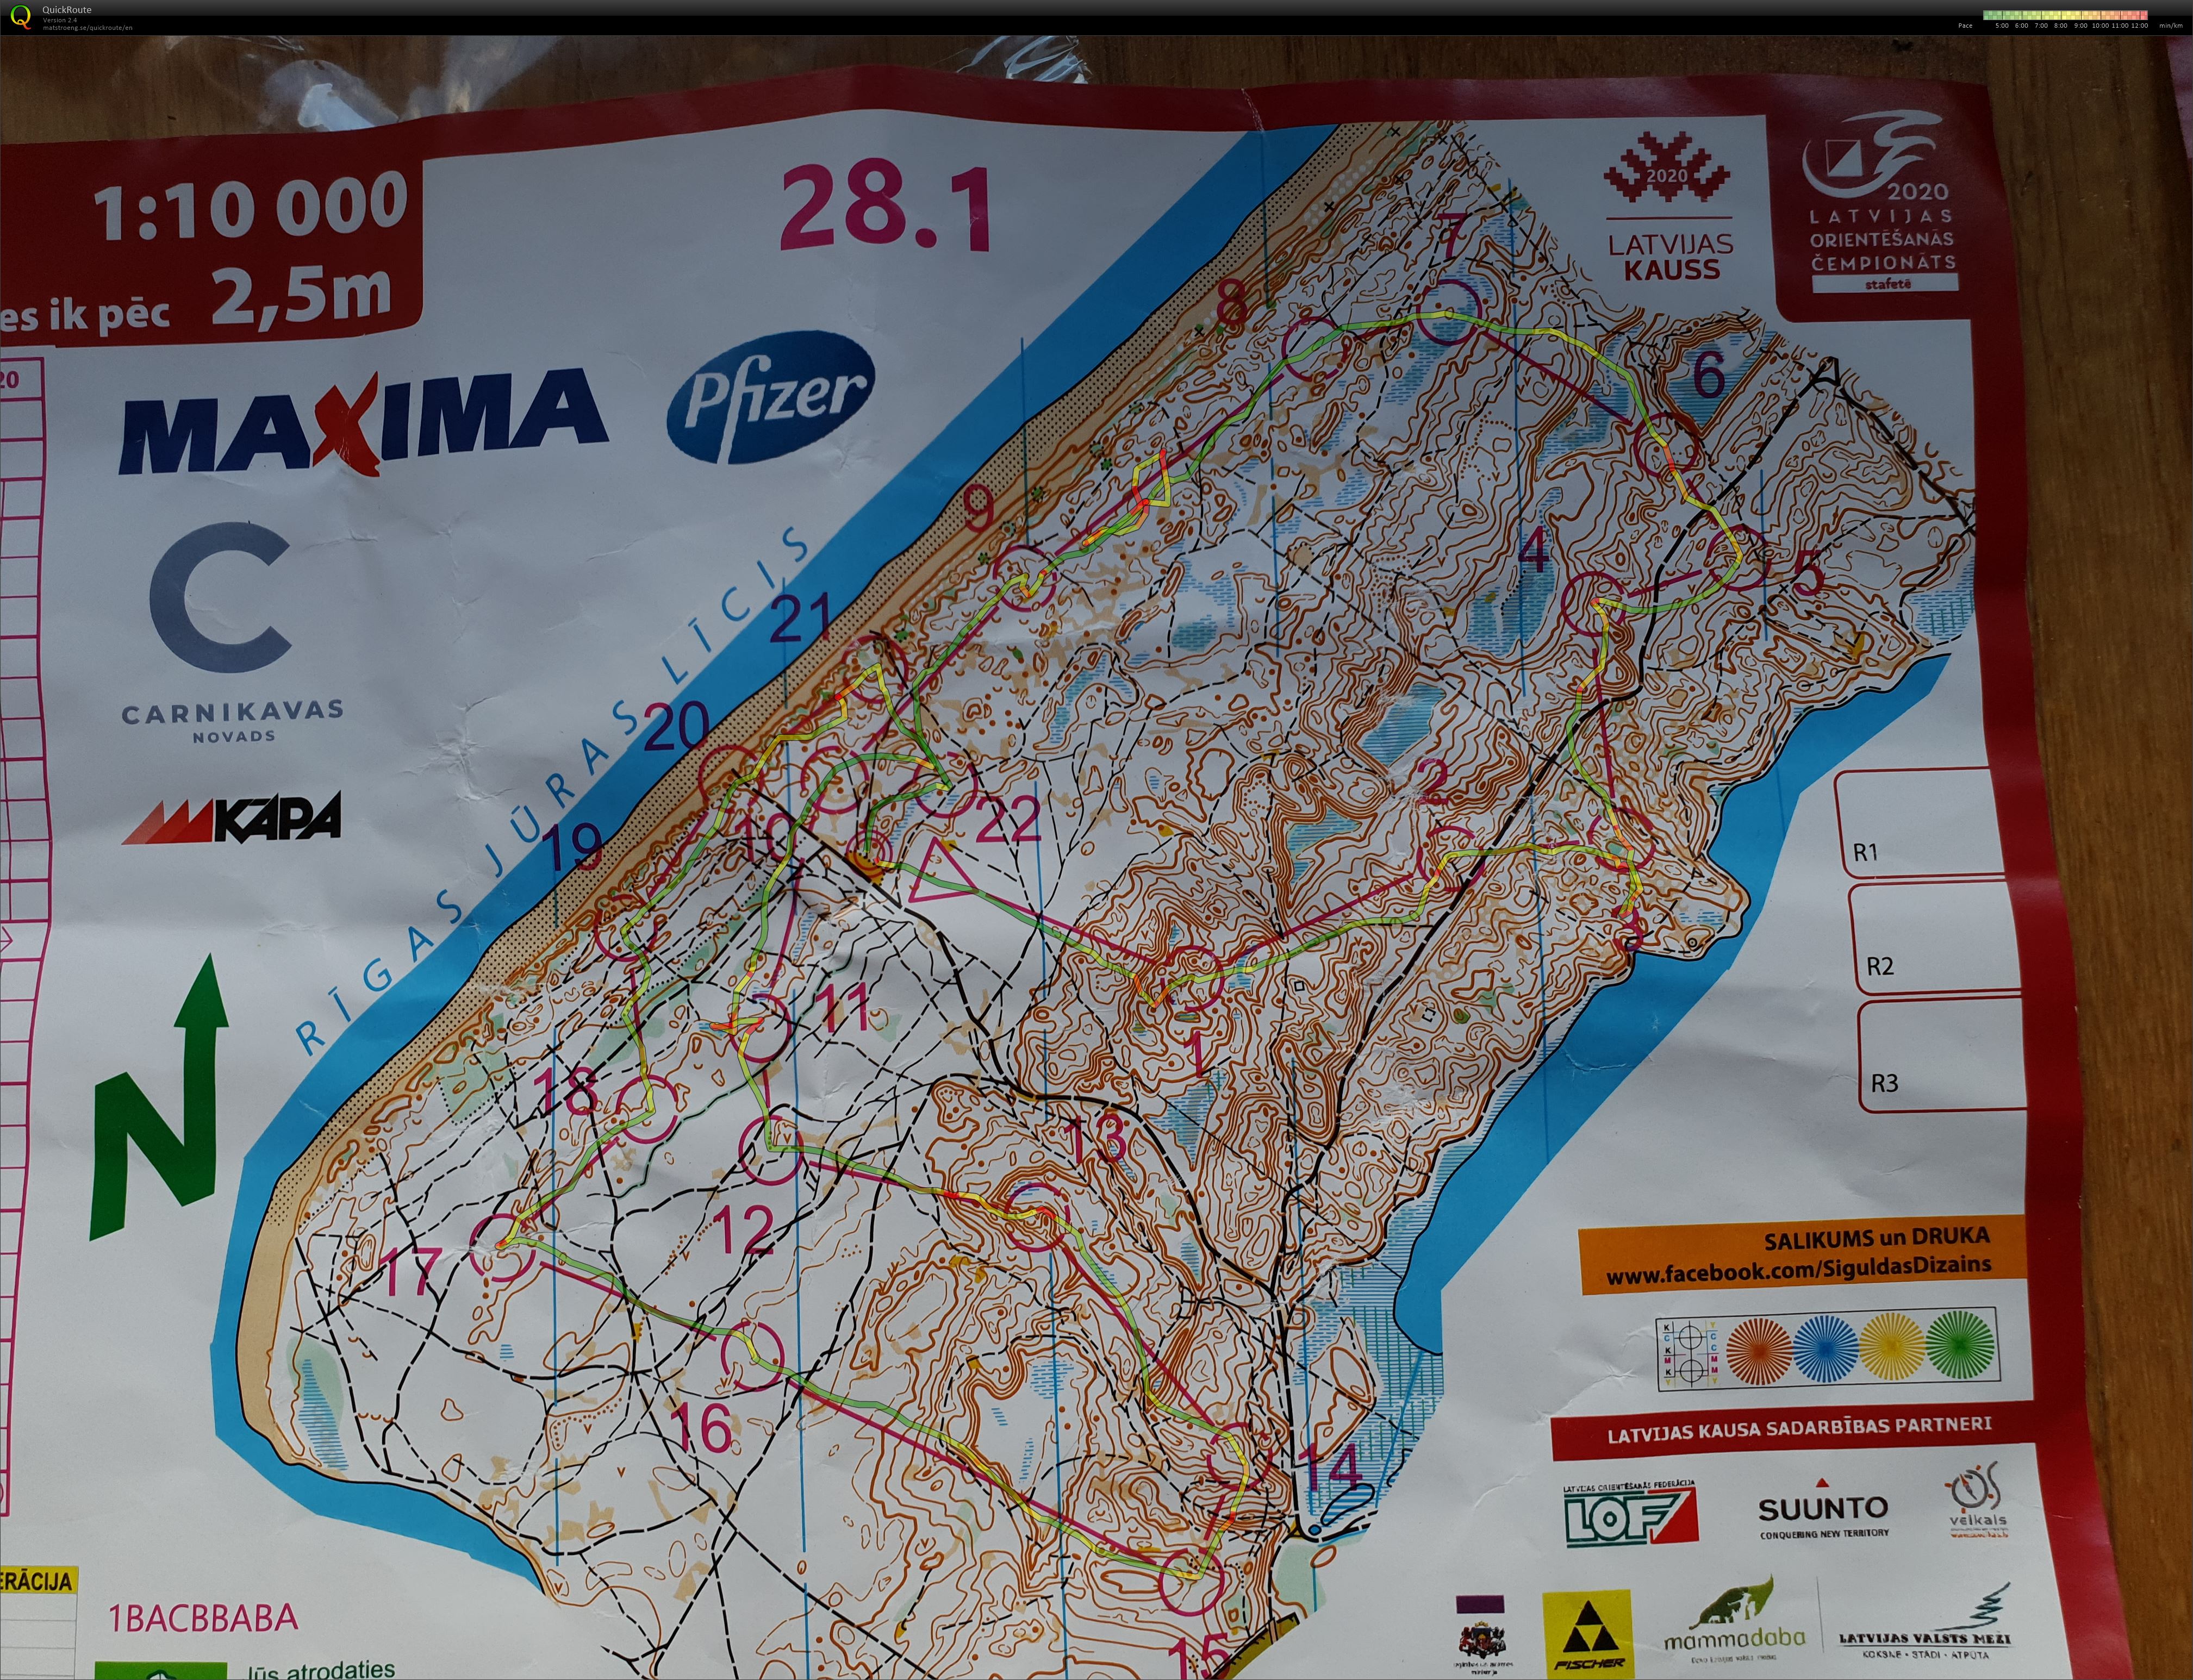 QuickRoute
Version 2.4
matstroeng.se/quickroute/en
Pace 5:00 6:00 7:00 8:00 9:00 10:00 11:00 12:00 min/km
1:10 000
es ik pēc 2,5m
28.1
2020
LATVIJAS
KAUSS
2020
LATVIJAS
ORIENTĒŠANĀS
ČEMPIONĀTS
stafetē
20
MAXIMA
Pfizer
C
CARNIKAVAS
NOVADS
KĀPA
RĪGAS JŪRAS LĪCIS
N
7
8
6
9
4
5
21
20
2
10
22
19
11
1
18
13
12
17
16
14
15
R1
R2
R3
SALIKUMS un DRUKA
www.facebook.com/SiguldasDizains
LATVIJAS KAUSA SADARBĪBAS PARTNERI
LATVIJAS ORIENTĒŠANĀS FEDERĀCIJA
LOF
SUUNTO
CONQUERING NEW TERRITORY
OS
veikals
FISCHER
mammadaba
LATVIJAS VALSTS MEŽI
KOKSNE • STĀDI • ATPŪTA
ERĀCIJA
1BACBBABA
Jūs atrodaties